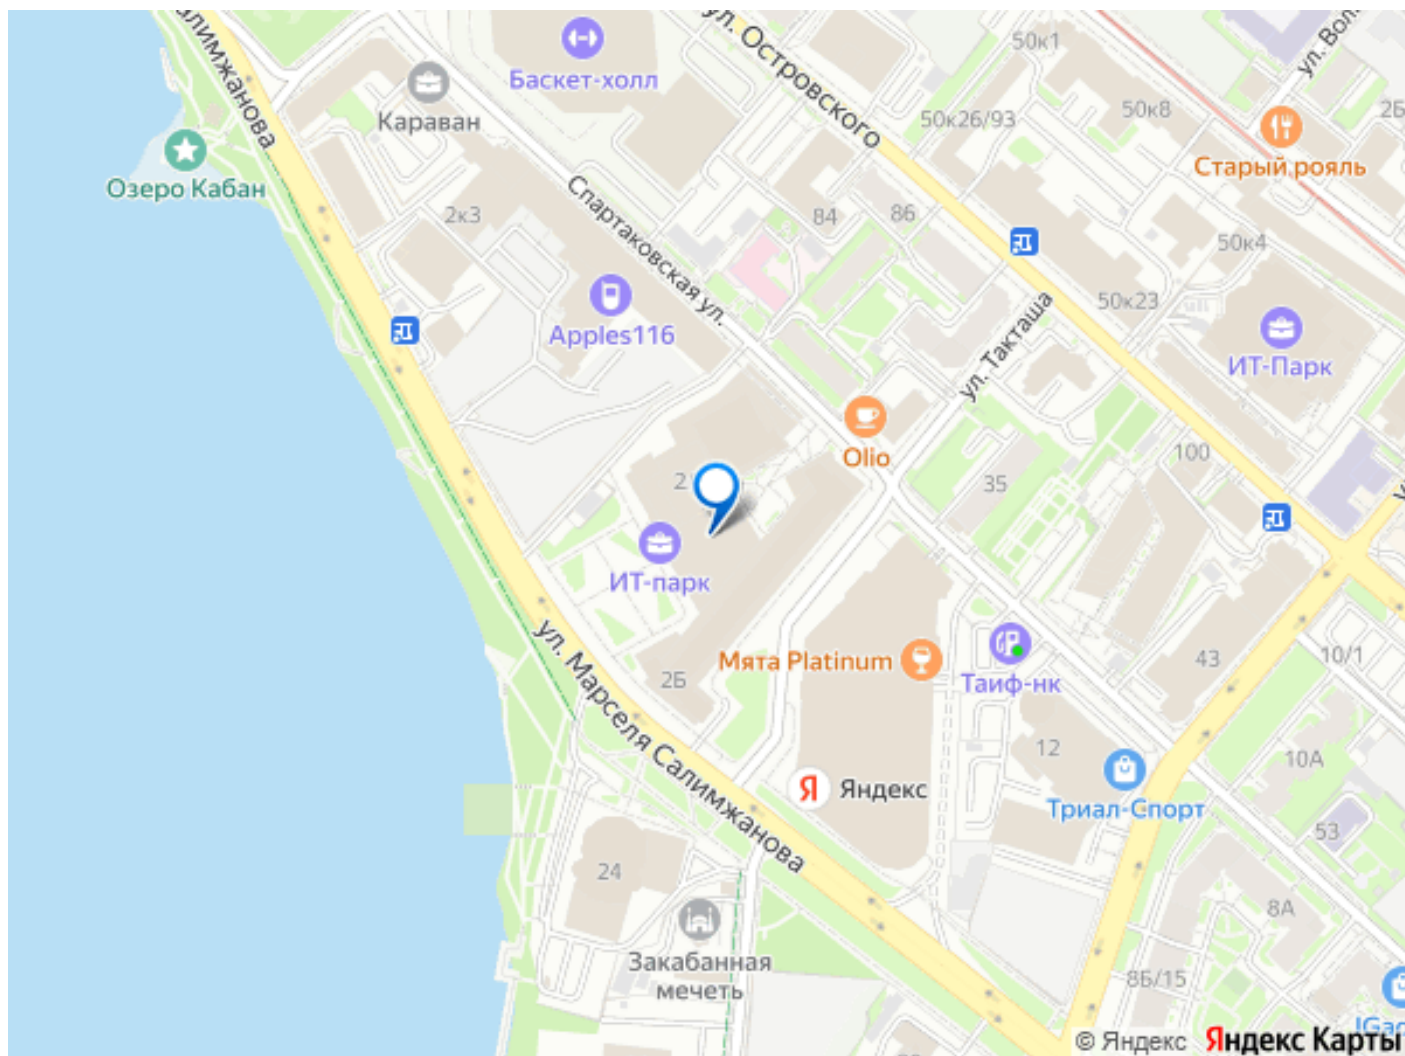 Салимжанова
ул. Островского
50к1
ул. Вол
Баскет-холл
Караван
50к26/93
50к8
2Б
Старый рояль
Озеро Кабан
Спартаковская ул.
2к3
84
86
50к4
50к23
Apples116
ул. Такташа
ИТ-Парк
Olio
100
2
35
ИТ-парк
ул. Марселя Салимжанова
2Б
Мята Platinum
Таиф-нк
43
10/1
12
10А
Яндекс
Триал-Спорт
53
24
8А
Закабанная
мечеть
8Б/15
© Яндекс
Яндекс Карты